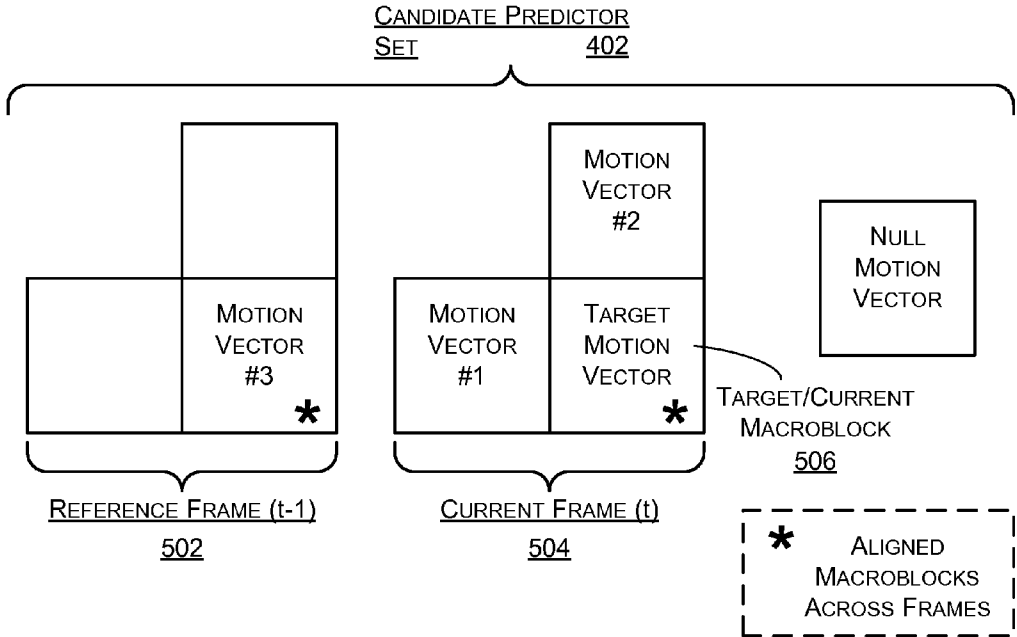 CANDIDATE PREDICTOR
SET 402
MOTION
VECTOR
#2
NULL
MOTION
VECTOR
MOTION
VECTOR
#3
*
MOTION
VECTOR
#1
TARGET
MOTION
VECTOR
*
TARGET/CURRENT
MACROBLOCK
506
REFERENCE FRAME (t-1)
502
CURRENT FRAME (t)
504
* ALIGNED
MACROBLOCKS
ACROSS FRAMES